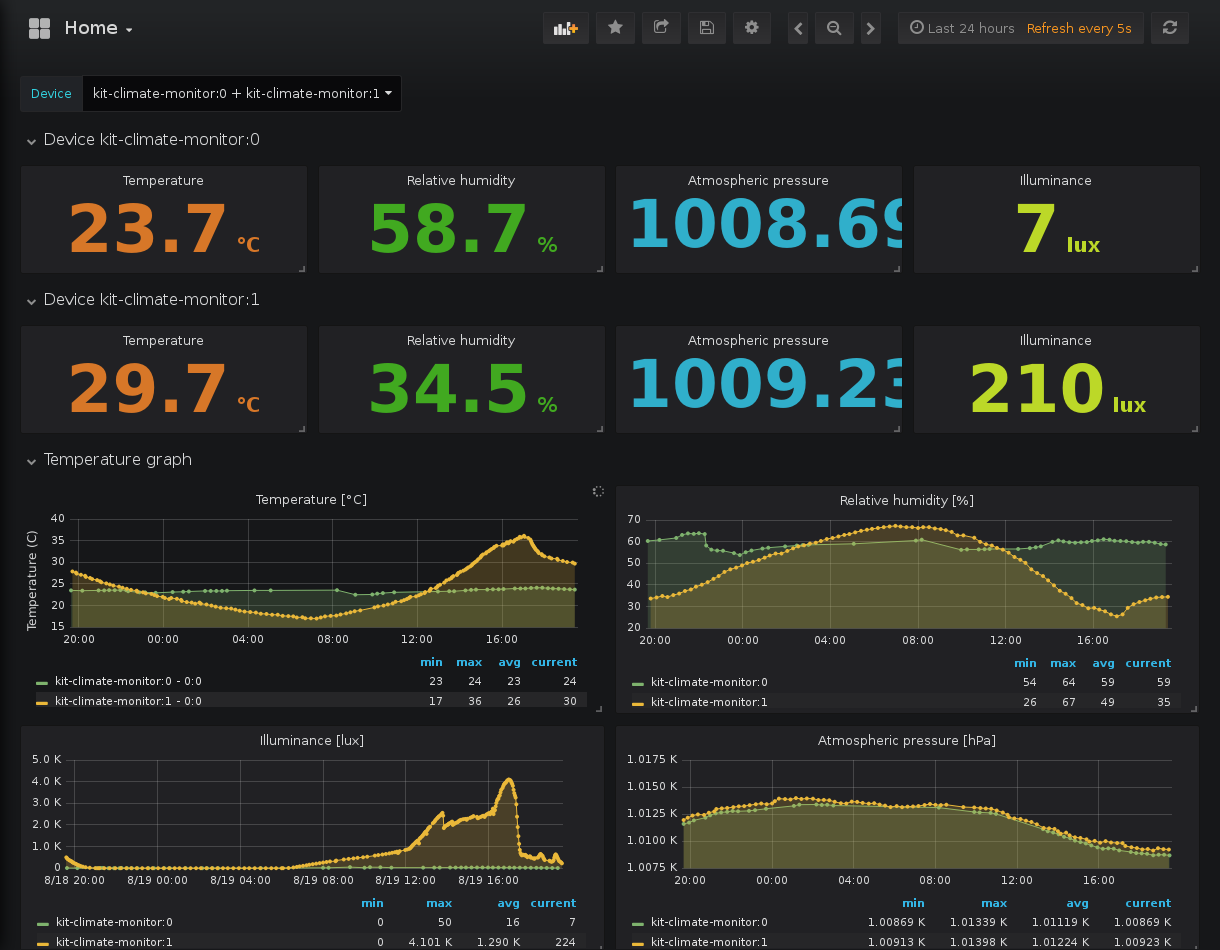 Home
Last 24 hours Refresh every 5s
Device kit-climate-monitor:0 + kit-climate-monitor:1
Device kit-climate-monitor:0
Temperature Relative humidity Atmospheric pressure Illuminance
23.7 °C 58.7 % 1008.69 7 lux
Device kit-climate-monitor:1
Temperature Relative humidity Atmospheric pressure Illuminance
29.7 °C 34.5 % 1009.23 210 lux
Temperature graph
Temperature [°C]
Temperature (C)
40
35
30
25
20
15
20:00 00:00 04:00 08:00 12:00 16:00
min max avg current
kit-climate-monitor:0 - 0:0 23 24 23 24
kit-climate-monitor:1 - 0:0 17 36 26 30
Relative humidity [%]
70
60
50
40
30
20
20:00 00:00 04:00 08:00 12:00 16:00
min max avg current
kit-climate-monitor:0 54 64 59 59
kit-climate-monitor:1 26 67 49 35
Illuminance [lux]
5.0 K
4.0 K
3.0 K
2.0 K
1.0 K
0
8/18 20:00 8/19 00:00 8/19 04:00 8/19 08:00 8/19 12:00 8/19 16:00
min max avg current
kit-climate-monitor:0 0 50 16 7
kit-climate-monitor:1 0 4.101 K 1.290 K 224
Atmospheric pressure [hPa]
1.0175 K
1.0150 K
1.0125 K
1.0100 K
1.0075 K
20:00 00:00 04:00 08:00 12:00 16:00
min max avg current
kit-climate-monitor:0 1.00869 K 1.01339 K 1.01119 K 1.00869 K
kit-climate-monitor:1 1.00913 K 1.01398 K 1.01224 K 1.00923 K